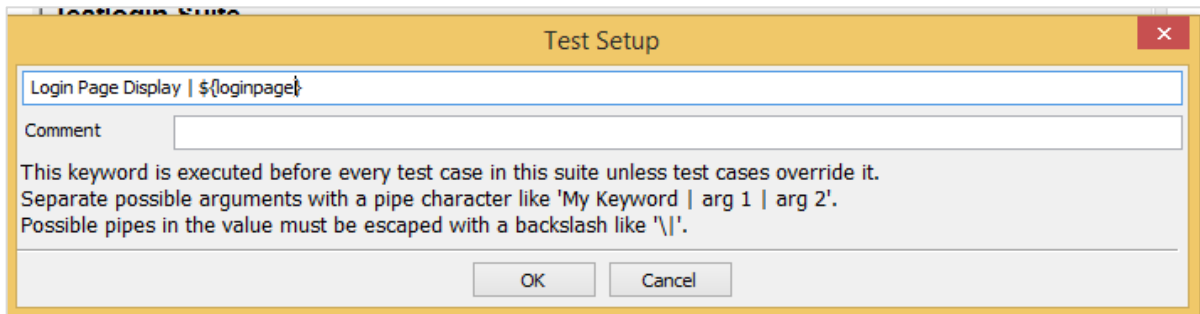 Testlogin Suite
Test Setup
Login Page Display | ${loginpage}
Comment
This keyword is executed before every test case in this suite unless test cases override it.
Separate possible arguments with a pipe character like 'My Keyword | arg 1 | arg 2'.
Possible pipes in the value must be escaped with a backslash like '\|'.
OK
Cancel